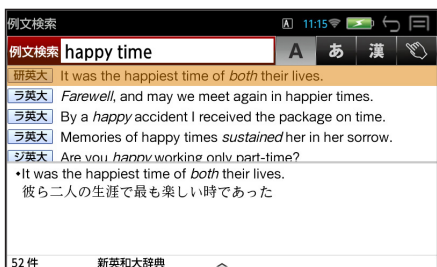 例文検索 A 11:15
例文検索 happy time A あ 漢
研英大 It was the happiest time of both their lives.
ラ英大 Farewell, and may we meet again in happier times.
ラ英大 By a happy accident I received the package on time.
ラ英大 Memories of happy times sustained her in her sorrow.
ジ英大 Are you happy working only part-time?
•It was the happiest time of both their lives.
彼ら二人の生涯で最も楽しい時であった
52件 新英和大辞典